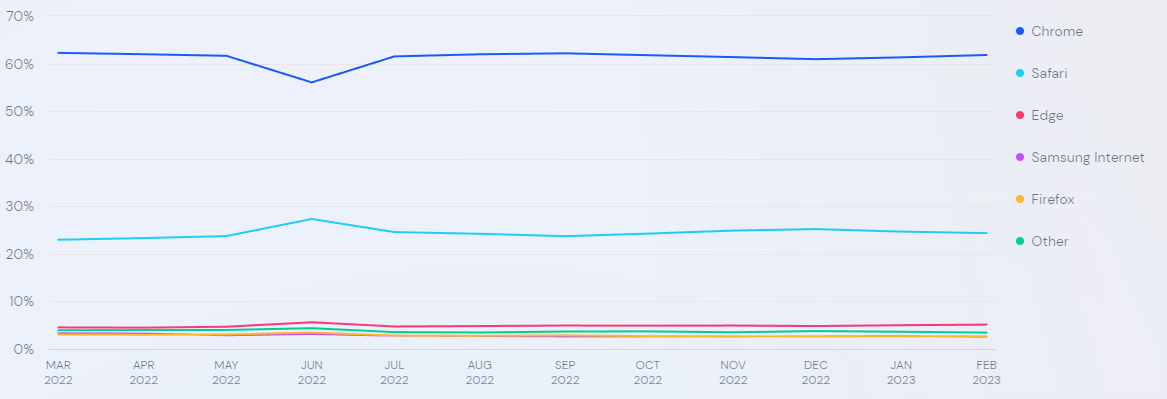 70%
60%
50%
40%
30%
20%
10%
0%
MAR
2022
APR
2022
MAY
2022
JUN
2022
JUL
2022
AUG
2022
SEP
2022
OCT
2022
NOV
2022
DEC
2022
JAN
2023
FEB
2023
Chrome
Safari
Edge
Samsung Internet
Firefox
Other